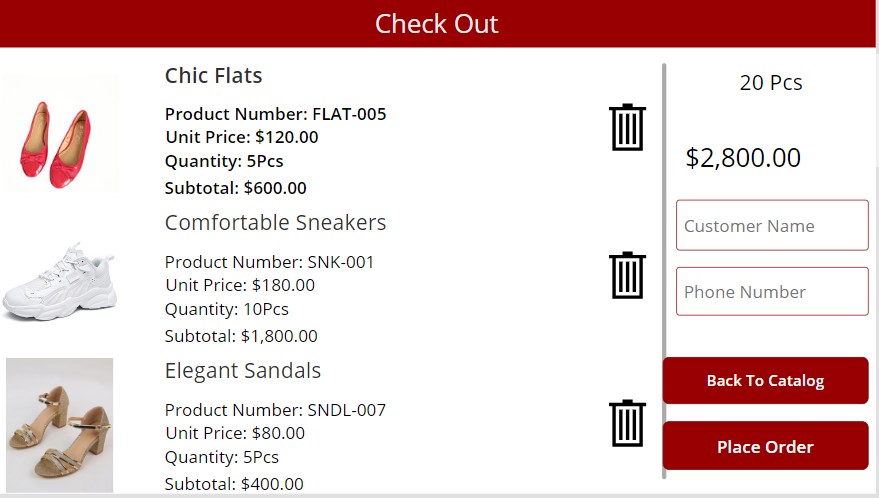 Check Out
Chic Flats
Product Number: FLAT-005
Unit Price: $120.00
Quantity: 5Pcs
Subtotal: $600.00
Comfortable Sneakers
Product Number: SNK-001
Unit Price: $180.00
Quantity: 10Pcs
Subtotal: $1,800.00
Elegant Sandals
Product Number: SNDL-007
Unit Price: $80.00
Quantity: 5Pcs
Subtotal: $400.00
20 Pcs
$2,800.00
Customer Name
Phone Number
Back To Catalog
Place Order